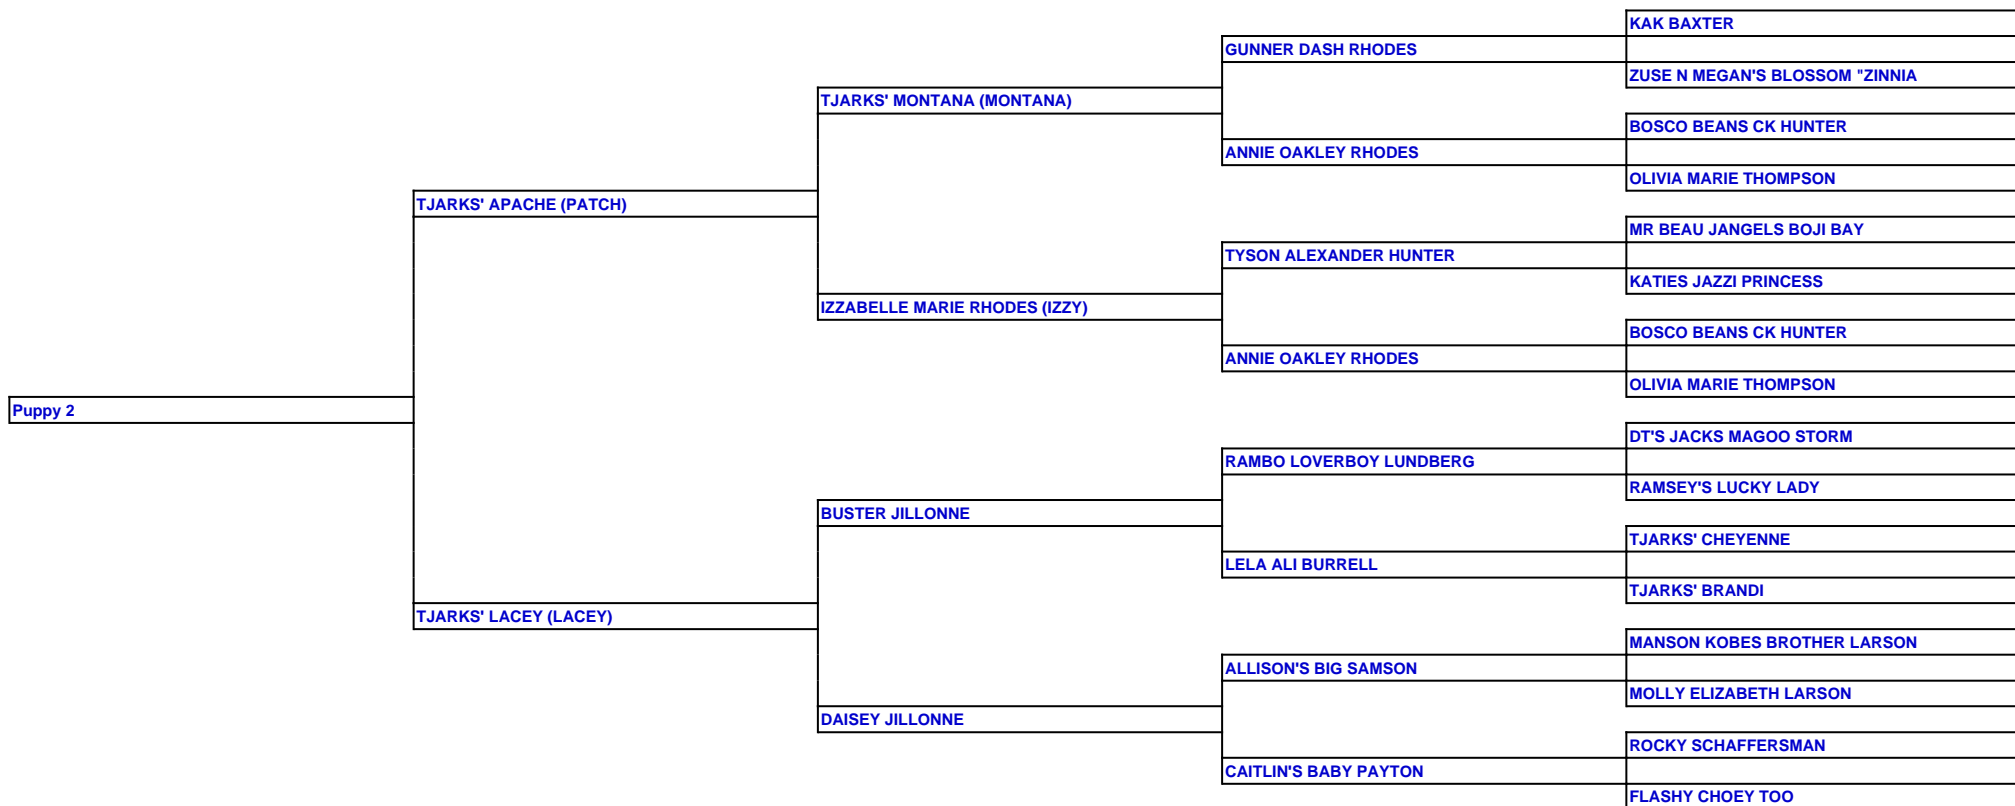 KAK BAXTER
GUNNER DASH RHODES
ZUSE N MEGAN'S BLOSSOM "ZINNIA
TJARKS' MONTANA (MONTANA)
BOSCO BEANS CK HUNTER
ANNIE OAKLEY RHODES
OLIVIA MARIE THOMPSON
TJARKS' APACHE (PATCH)
MR BEAU JANGELS BOJI BAY
TYSON ALEXANDER HUNTER
KATIES JAZZI PRINCESS
IZZABELLE MARIE RHODES (IZZY)
BOSCO BEANS CK HUNTER
ANNIE OAKLEY RHODES
OLIVIA MARIE THOMPSON
Puppy 2
DT'S JACKS MAGOO STORM
RAMBO LOVERBOY LUNDBERG
RAMSEY'S LUCKY LADY
BUSTER JILLONNE
TJARKS' CHEYENNE
LELA ALI BURRELL
TJARKS' BRANDI
TJARKS' LACEY (LACEY)
MANSON KOBES BROTHER LARSON
ALLISON'S BIG SAMSON
MOLLY ELIZABETH LARSON
DAISEY JILLONNE
ROCKY SCHAFFERSMAN
CAITLIN'S BABY PAYTON
FLASHY CHOEY TOO